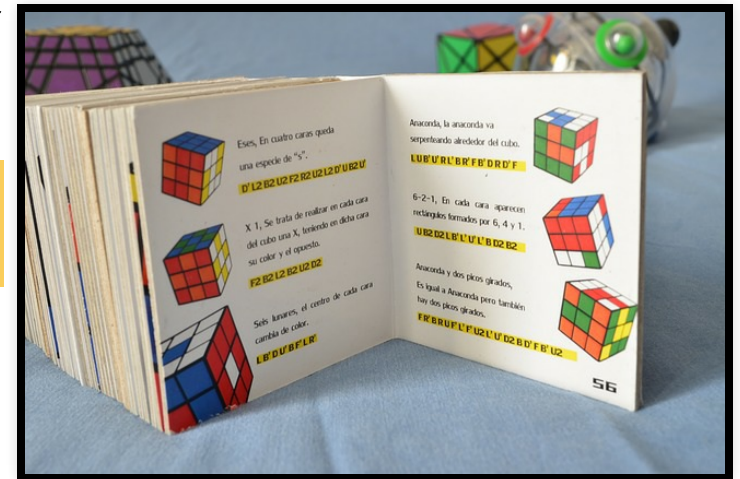 Eses, En cuatro caras queda
una especie de "s".
D' L2 B2 U2 F2 R2 U2 L2 D' U B2 U'
X 1, Se trata de realizar en cada cara
del cubo una X, teniendo en dicha cara
su color y el opuesto.
F2 B2 L2 B2 U2 D2
Seis lunares, el centro de cada cara
cambia de color.
L B' D U' B F' L R'
Anaconda, la anaconda va
serpenteando alrededor del cubo.
L U B' U' R L' B R' F B' D R D' F'
6-2-1, En cada cara aparecen
rectángulos formados por 6, 4 y 1.
U B2 D2 L B' L' U' L' B D2 B2
Anaconda y dos picos girados,
Es igual a Anaconda pero también
hay dos picos girados.
F R' B R U F' L' F' U2 L' U' D2 B D' F B' U2
56